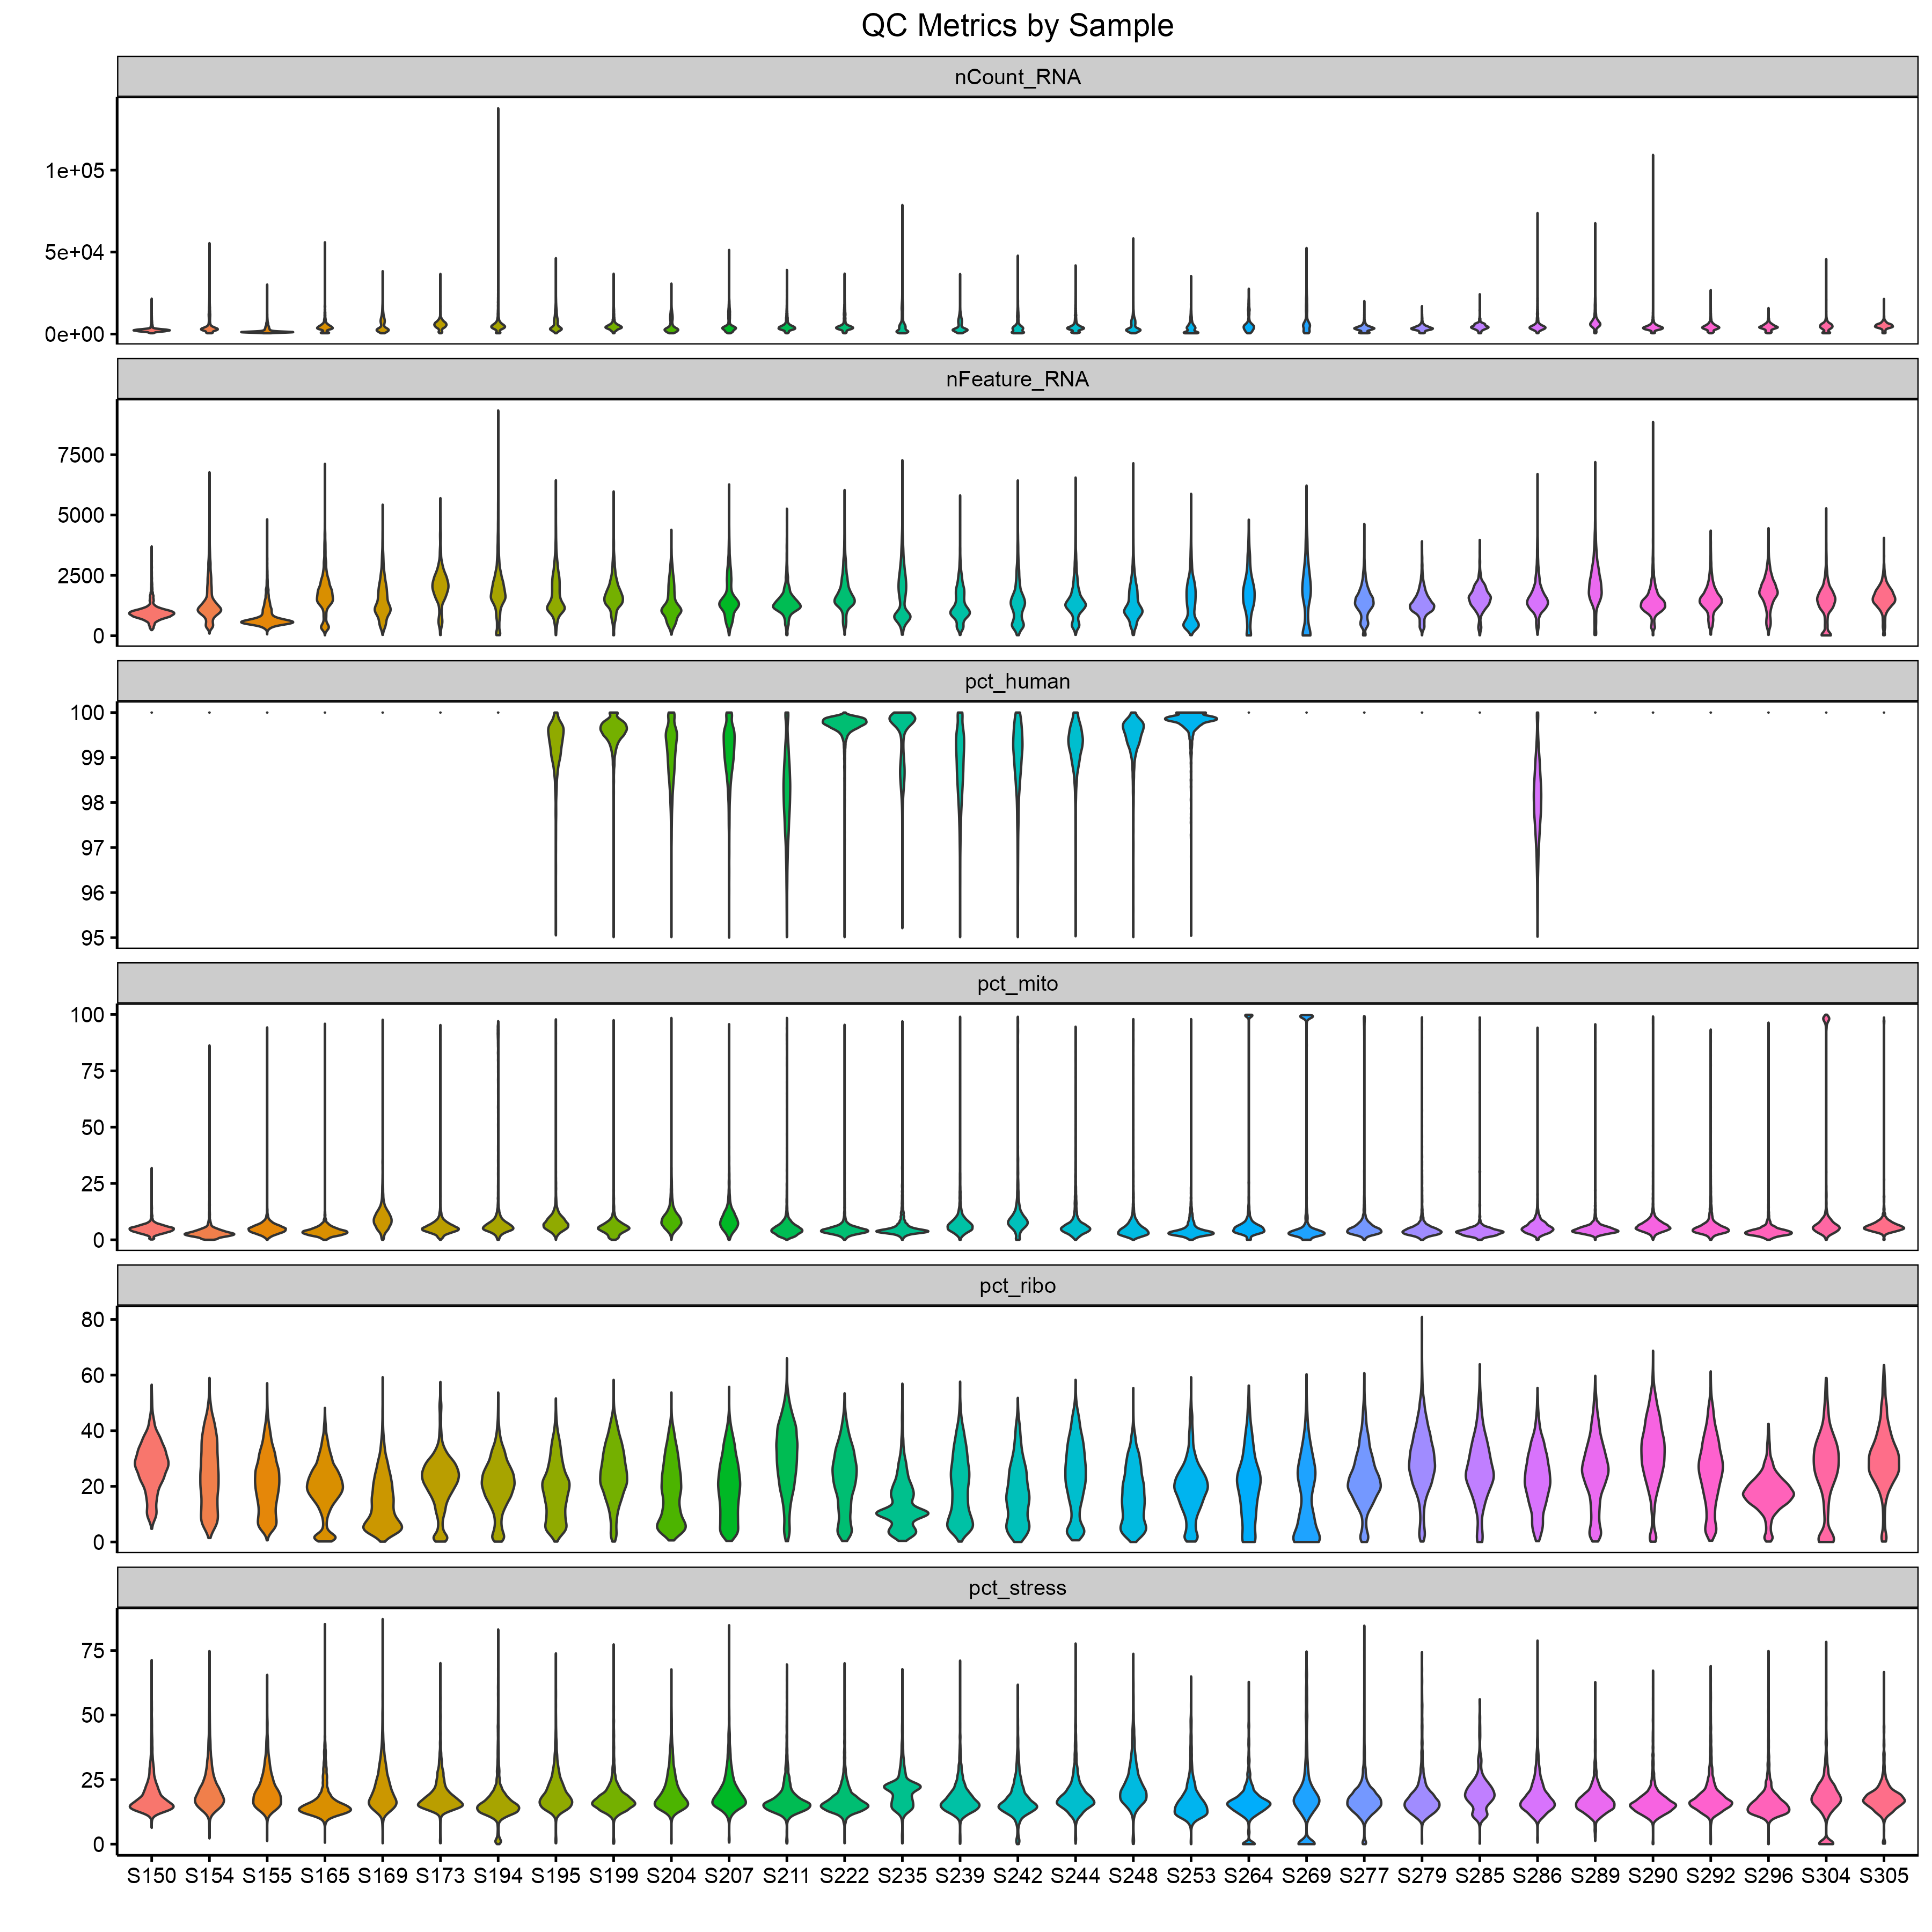 QC Metrics by Sample
nCount_RNA
1e+05
5e+04
0e+00
nFeature_RNA
7500
5000
2500
0
pct_human
100
99
98
97
96
95
pct_mito
100
75
50
25
0
pct_ribo
80
60
40
20
0
pct_stress
75
50
25
0
S150 S154 S155 S165 S169 S173 S194 S195 S199 S204 S207 S211 S222 S235 S239 S242 S244 S248 S253 S264 S269 S277 S279 S285 S286 S289 S290 S292 S296 S304 S305